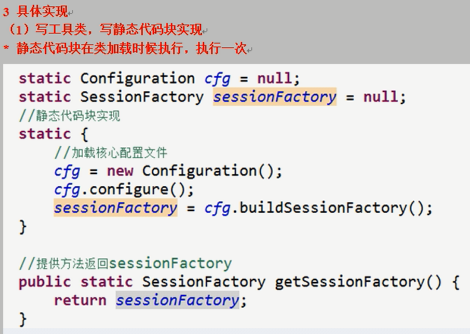 3 具体实现
（1）写工具类，写静态代码块实现
* 静态代码块在类加载时候执行，执行一次
static Configuration cfg = null;
static SessionFactory sessionFactory = null;
//静态代码块实现
static {
//加载核心配置文件
cfg = new Configuration();
cfg.configure();
sessionFactory = cfg.buildSessionFactory();
}
//提供方法返回sessionFactory
public static SessionFactory getSessionFactory() {
return sessionFactory;
}